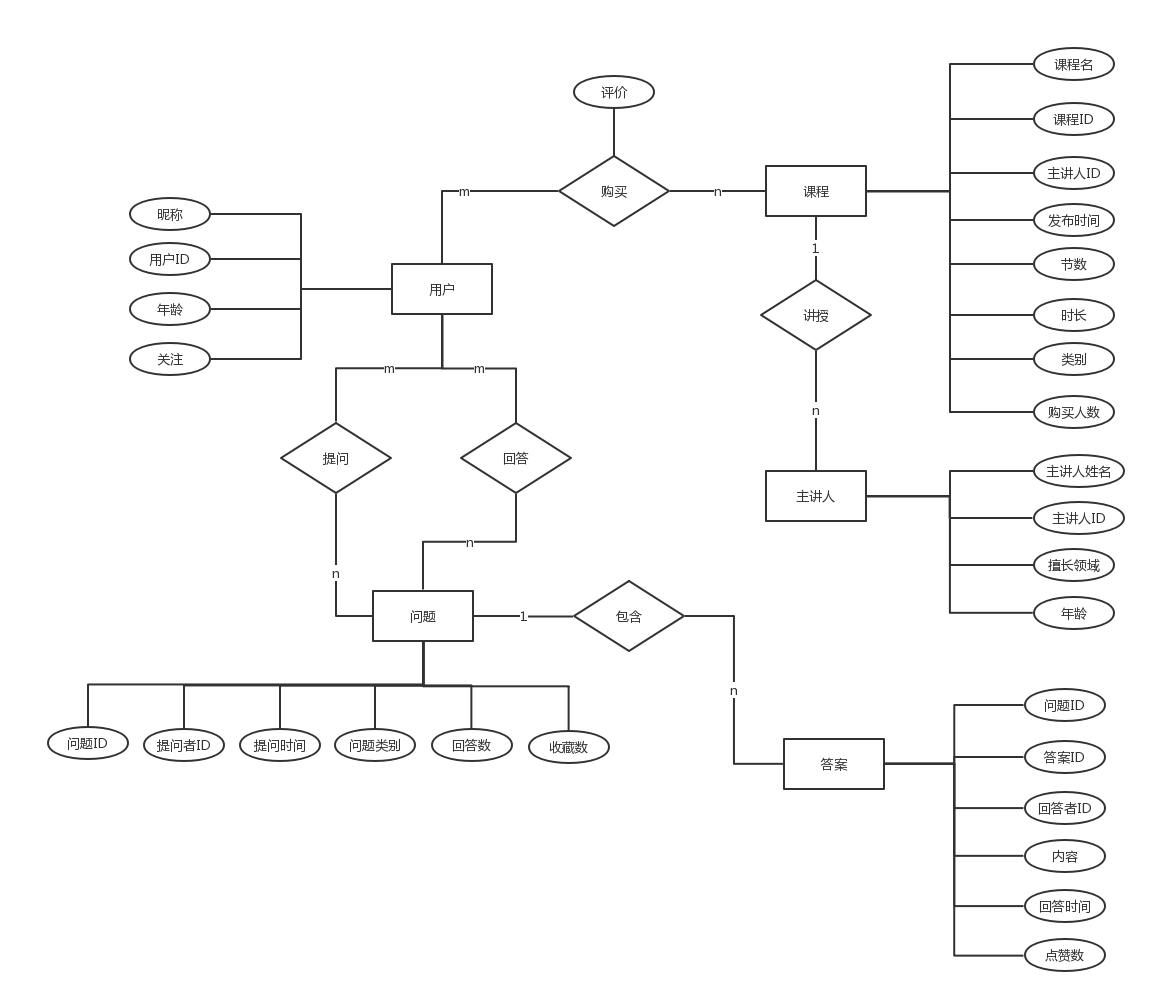 课程名
评价
课程ID
主讲人ID
m
购买
n
课程
昵称
发布时间
1
用户ID
节数
用户
年龄
讲授
时长
关注
类别
m
m
n
购买人数
提问
回答
主讲人姓名
主讲人
主讲人ID
n
擅长领域
n
问题
1
包含
年龄
n
问题ID
问题ID
提问者ID
提问时间
问题类别
回答数
收藏数
答案ID
答案
回答者ID
内容
回答时间
点赞数